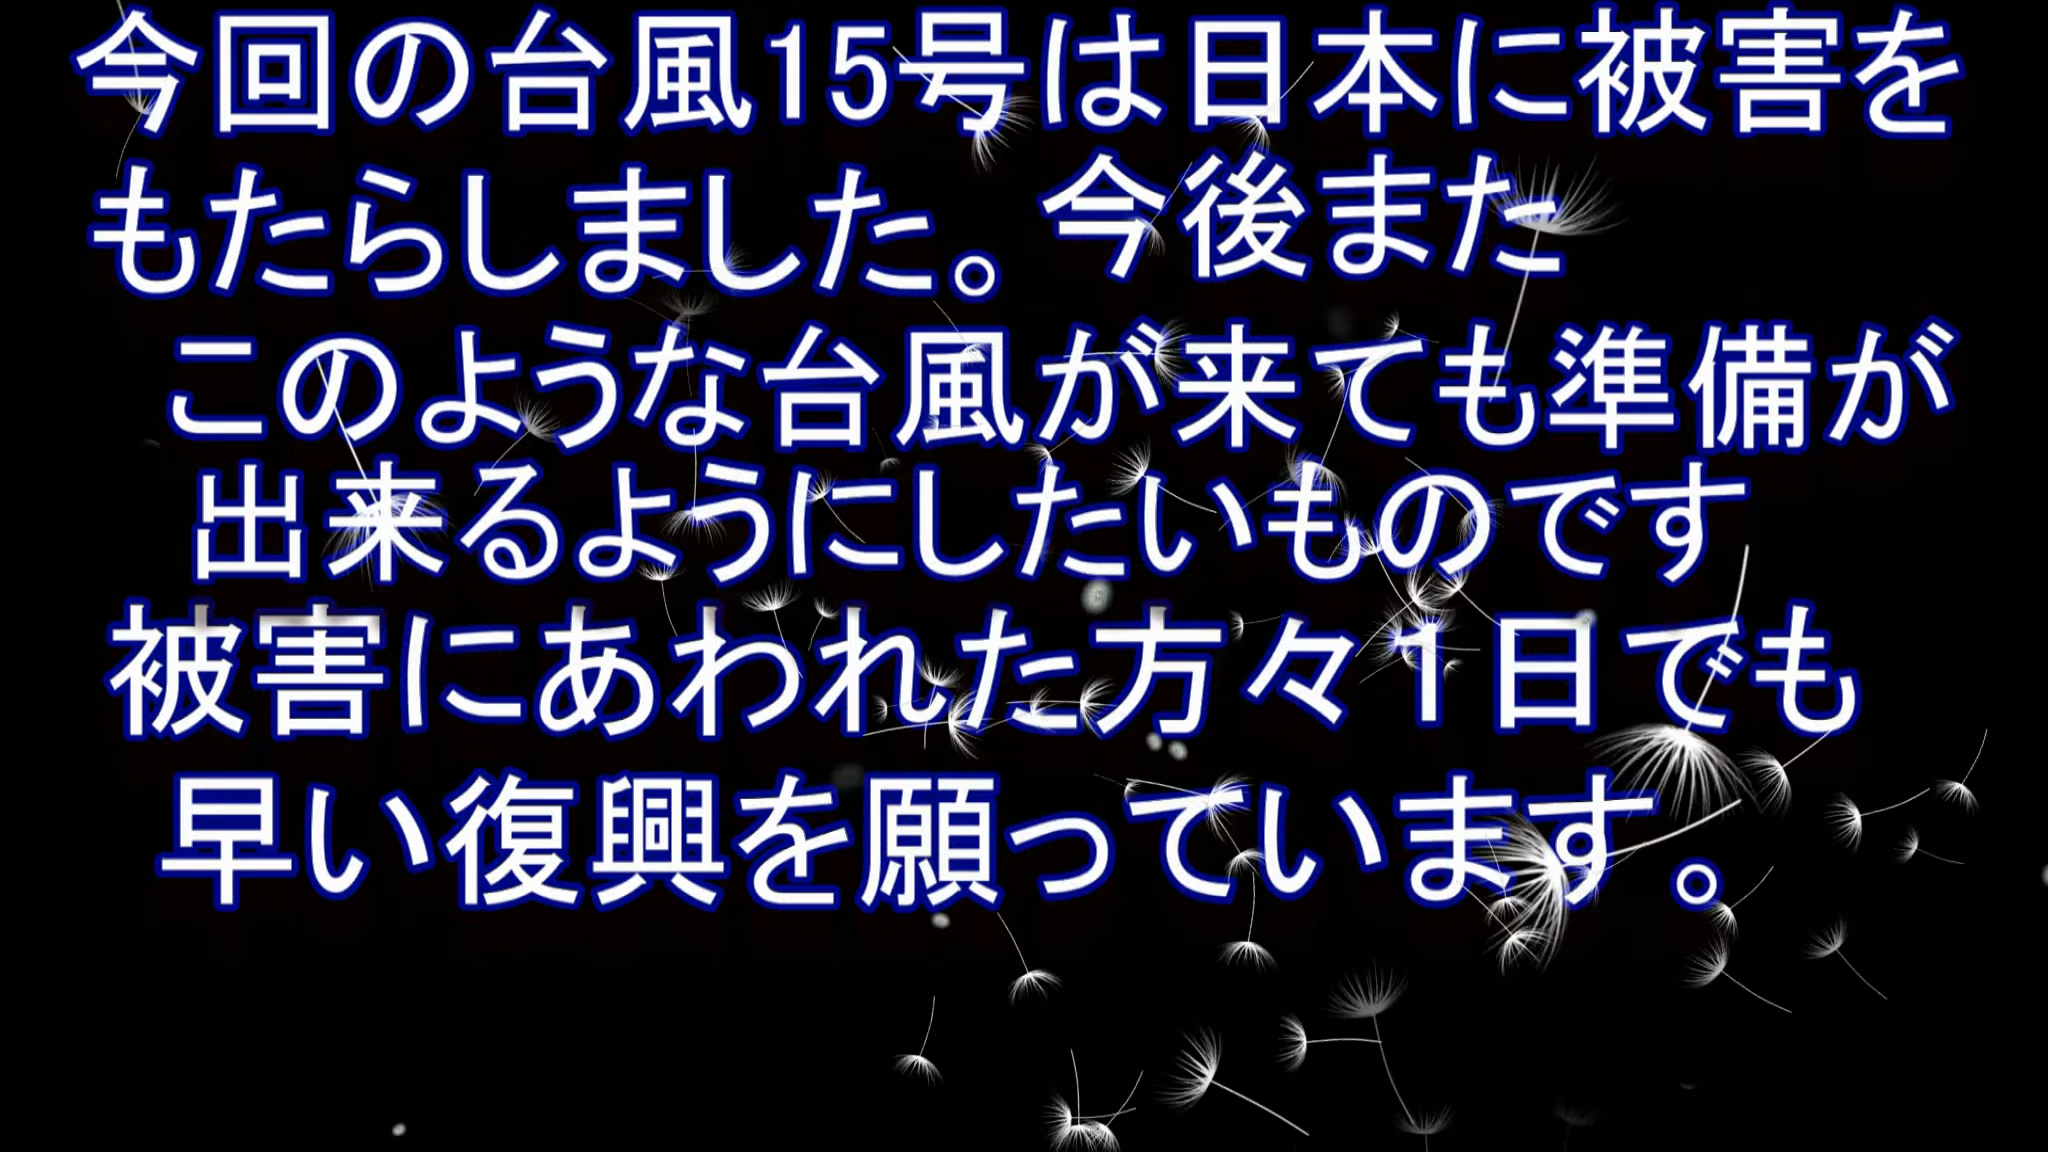 今回の台風15号は日本に被害を
もたらしました。今後また
このような台風が来ても準備が
出来るようにしたいものです
被害にあわれた方々１日でも
早い復興を願っています。